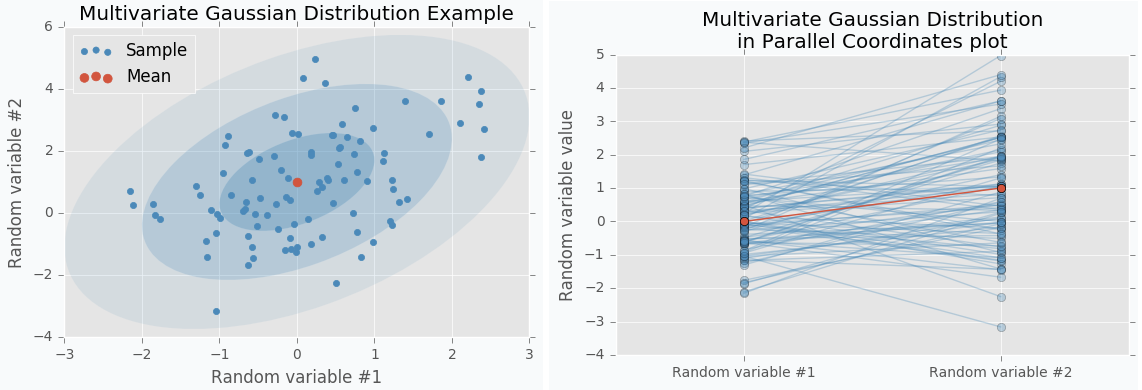 Multivariate Gaussian Distribution Example
Sample
Mean
Random variable #2
6
4
2
0
−2
−4
−3
−2
−1
0
1
2
3
Random variable #1
Multivariate Gaussian Distribution
in Parallel Coordinates plot
Random variable value
5
4
3
2
1
0
−1
−2
−3
−4
Random variable #1
Random variable #2